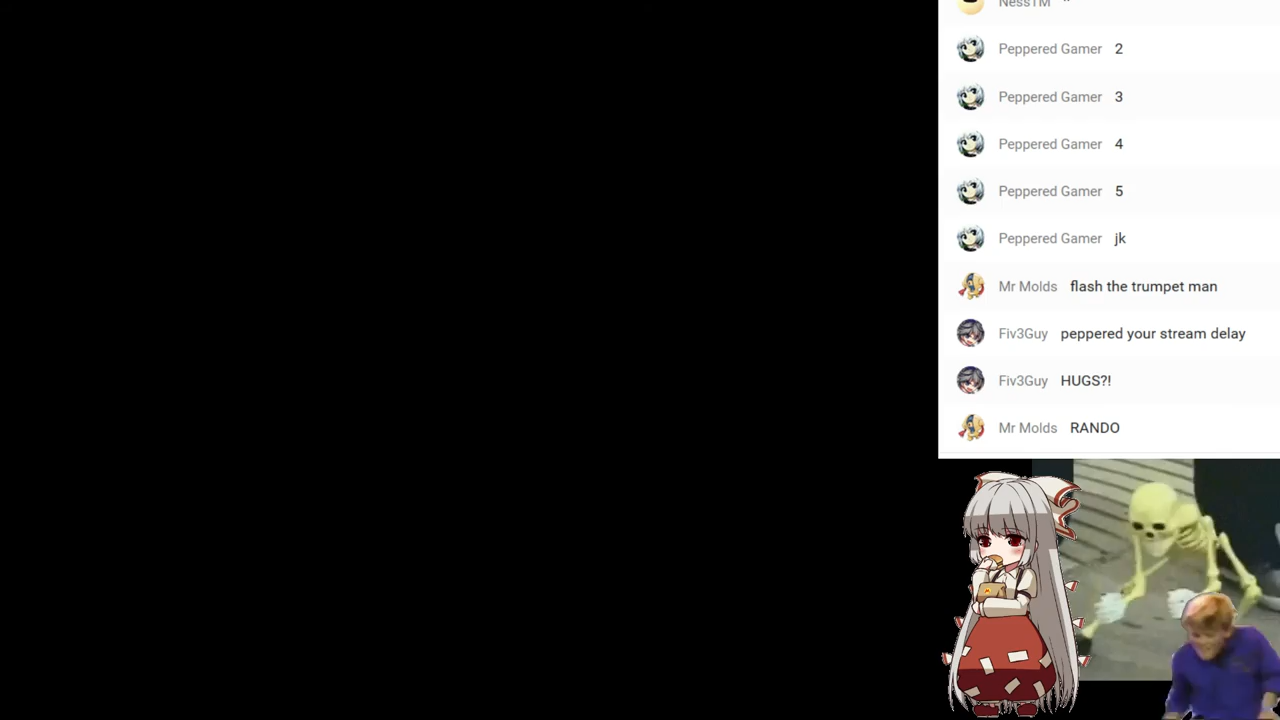 NessTM
Peppered Gamer 2
Peppered Gamer 3
Peppered Gamer 4
Peppered Gamer 5
Peppered Gamer jk
Mr Molds flash the trumpet man
Fiv3Guy peppered your stream delay
Fiv3Guy HUGS?!
Mr Molds RANDO